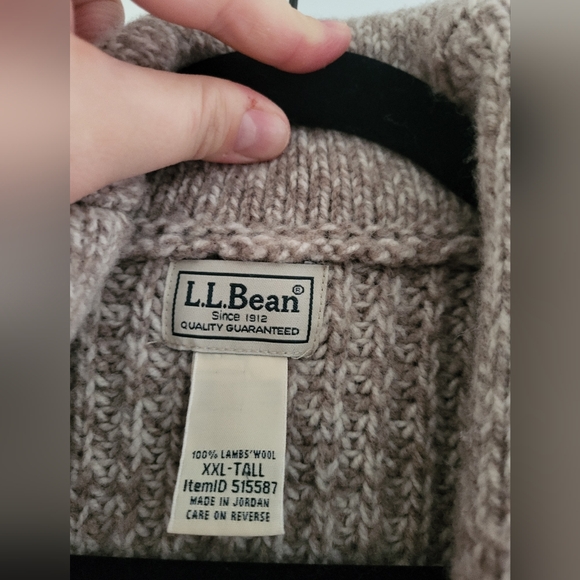 L.L.Bean®
Since 1912
QUALITY GUARANTEED
100% LAMBS' WOOL
XXL-TALL
ItemID 515587
MADE IN JORDAN
CARE ON REVERSE